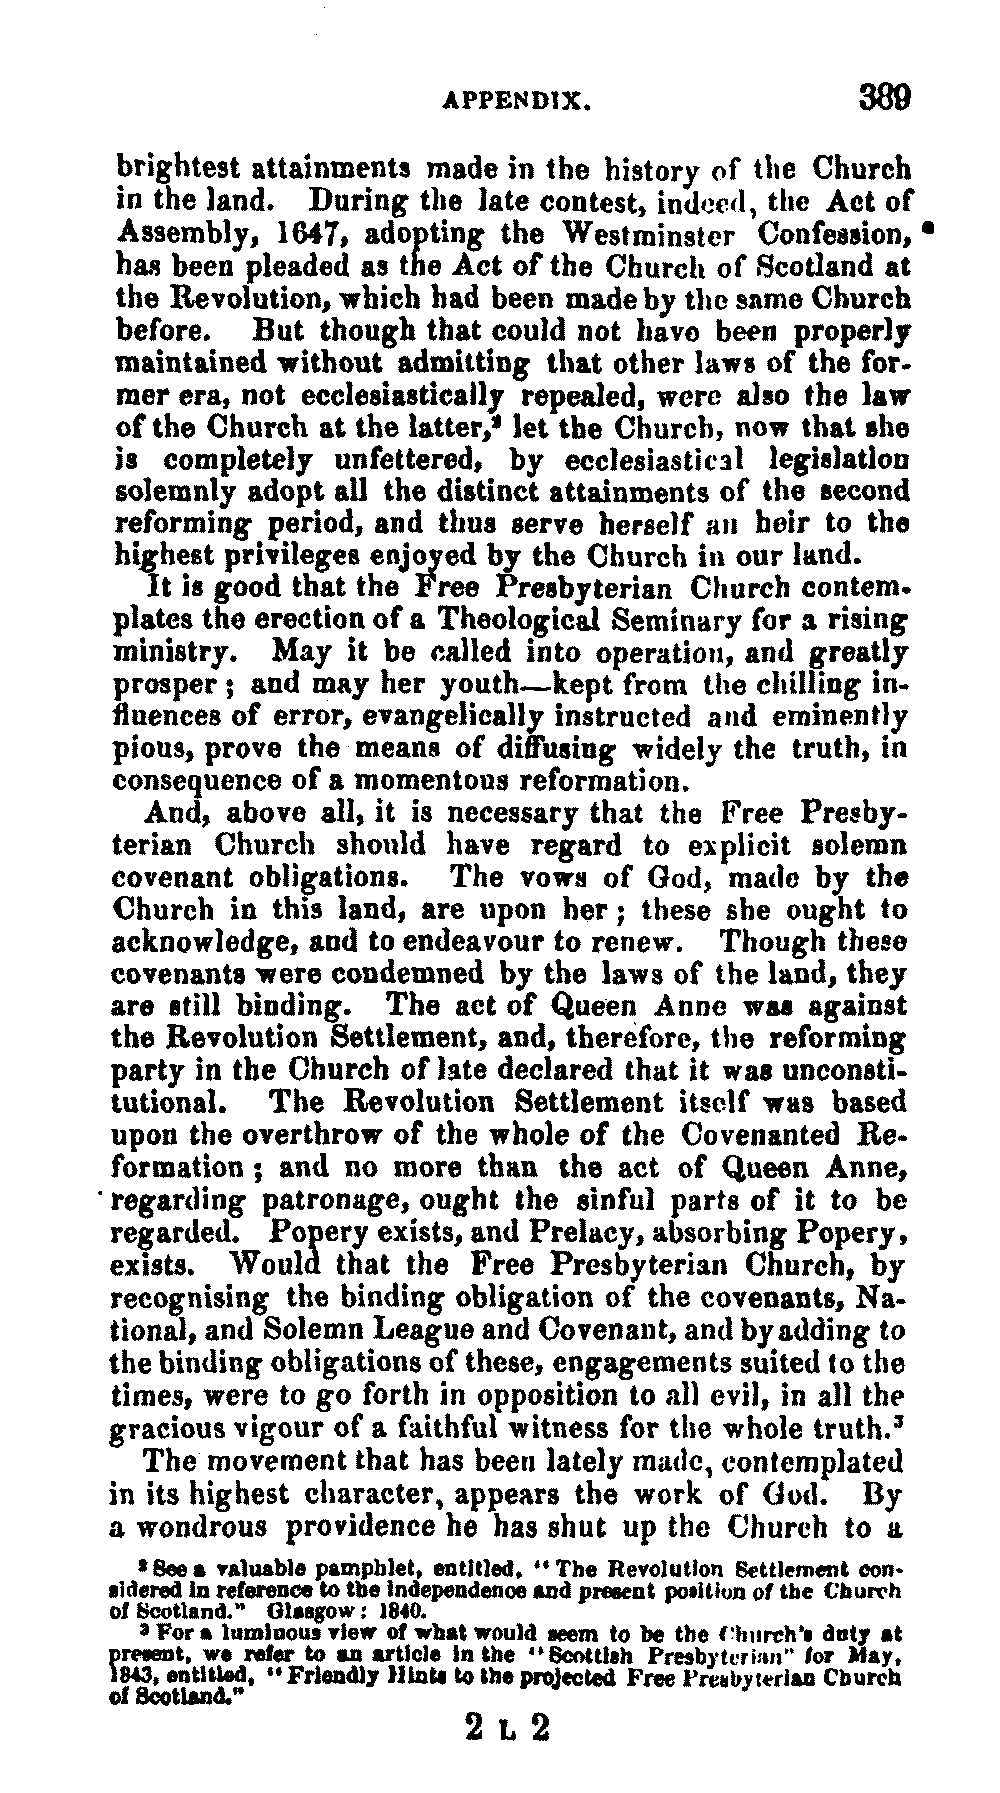 APPENDIX. 389
brightest attainments made in the history of the Church
in the land. During the late contest, indeed, the Act of
Assembly, 1647, adopting the Westminster Confession,
has been pleaded as the Act of the Church of Scotland at
the Revolution, which had been made by the same Church
before. But though that could not have been properly
maintained without admitting that other laws of the for-
mer era, not ecclesiastically repealed, were also the law
of the Church at the latter,² let the Church, now that she
is completely unfettered, by ecclesiastical legislation
solemnly adopt all the distinct attainments of the second
reforming period, and thus serve herself an heir to the
highest privileges enjoyed by the Church in our land.
It is good that the Free Presbyterian Church contem-
plates the erection of a Theological Seminary for a rising
ministry. May it be called into operation, and greatly
prosper; and may her youth—kept from the chilling in-
fluences of error, evangelically instructed and eminently
pious, prove the means of diffusing widely the truth, in
consequence of a momentous reformation.
And, above all, it is necessary that the Free Presby-
terian Church should have regard to explicit solemn
covenant obligations. The vows of God, made by the
Church in this land, are upon her; these she ought to
acknowledge, and to endeavour to renew. Though these
covenants were condemned by the laws of the land, they
are still binding. The act of Queen Anne was against
the Revolution Settlement, and, therefore, the reforming
party in the Church of late declared that it was unconsti-
tutional. The Revolution Settlement itself was based
upon the overthrow of the whole of the Covenanted Re-
formation; and no more than the act of Queen Anne,
regarding patronage, ought the sinful parts of it to be
regarded. Popery exists, and Prelacy, absorbing Popery,
exists. Would that the Free Presbyterian Church, by
recognising the binding obligation of the covenants, Na-
tional, and Solemn League and Covenant, and by adding to
the binding obligations of these, engagements suited to the
times, were to go forth in opposition to all evil, in all the
gracious vigour of a faithful witness for the whole truth.³
The movement that has been lately made, contemplated
in its highest character, appears the work of God. By
a wondrous providence he has shut up the Church to a
² See a valuable pamphlet, entitled, "The Revolution Settlement con-
sidered in reference to the independence and present position of the Church
of Scotland." Glasgow: 1840.
³ For a luminous view of what would seem to be the Church's duty at
present, we refer to an article in the "Scottish Presbyterian" for May,
1843, entitled, "Friendly Hints to the projected Free Presbyterian Church
of Scotland."
2 L 2